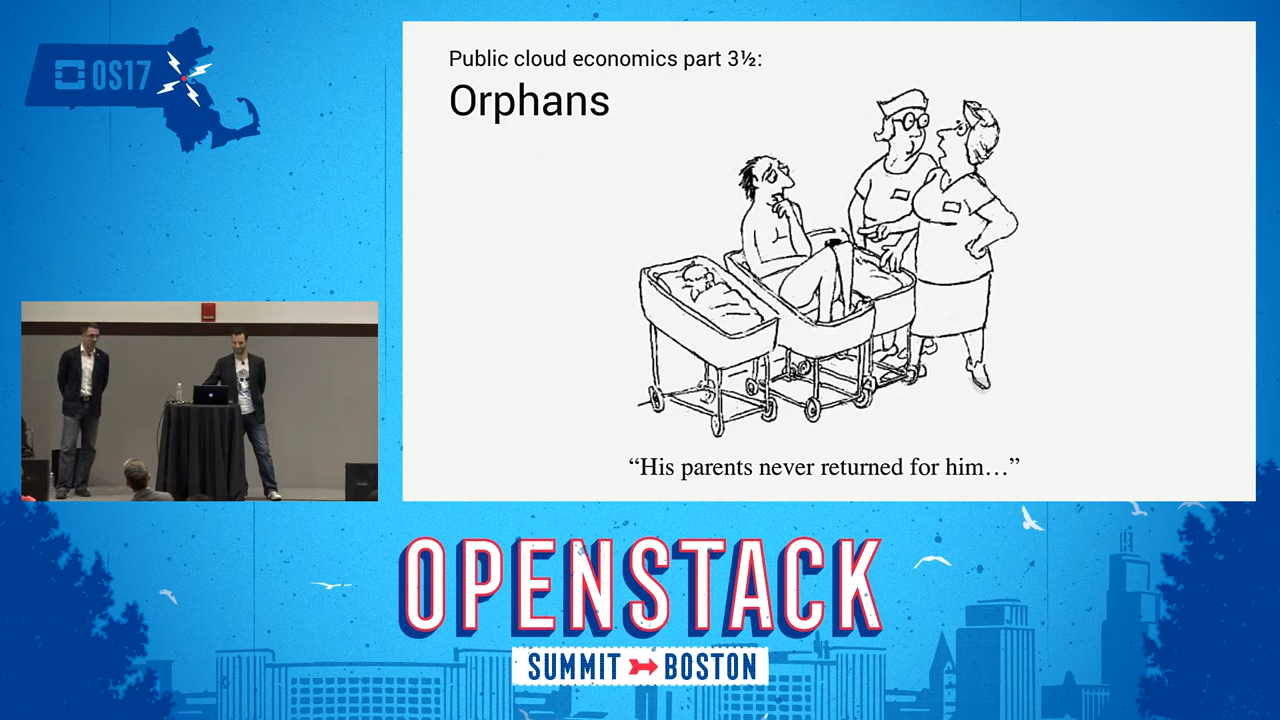 OS17
Public cloud economics part 3½:
Orphans
“His parents never returned for him…”
OPENSTACK
SUMMIT BOSTON